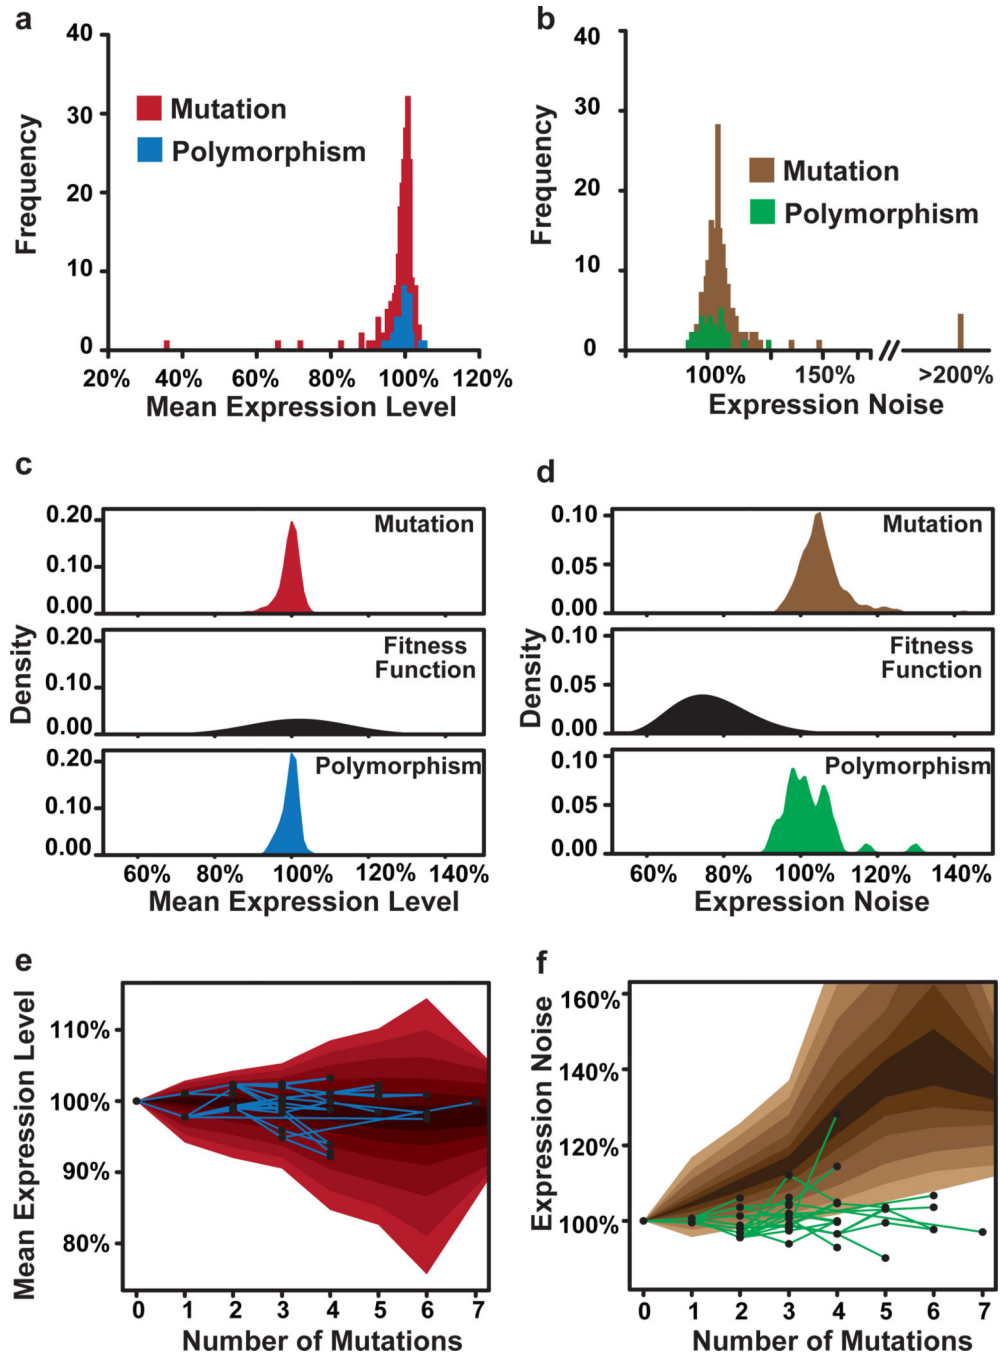 a
40
30
20
10
0
Frequency
Mutation
Polymorphism
20% 40% 60% 80% 100% 120%
Mean Expression Level
b
40
30
20
10
0
Frequency
Mutation
Polymorphism
100% 150% >200%
Expression Noise
c
0.20
0.10
0.00
Mutation
0.20
0.10
0.00
Fitness
Function
0.20
0.10
0.00
Polymorphism
Density
60% 80% 100% 120% 140%
Mean Expression Level
d
0.10
0.05
0.00
Mutation
0.10
0.05
0.00
Fitness
Function
0.10
0.05
0.00
Polymorphism
Density
60% 80% 100% 120% 140%
Expression Noise
e
110%
100%
90%
80%
Mean Expression Level
0 1 2 3 4 5 6 7
Number of Mutations
f
160%
140%
120%
100%
Expression Noise
0 1 2 3 4 5 6 7
Number of Mutations